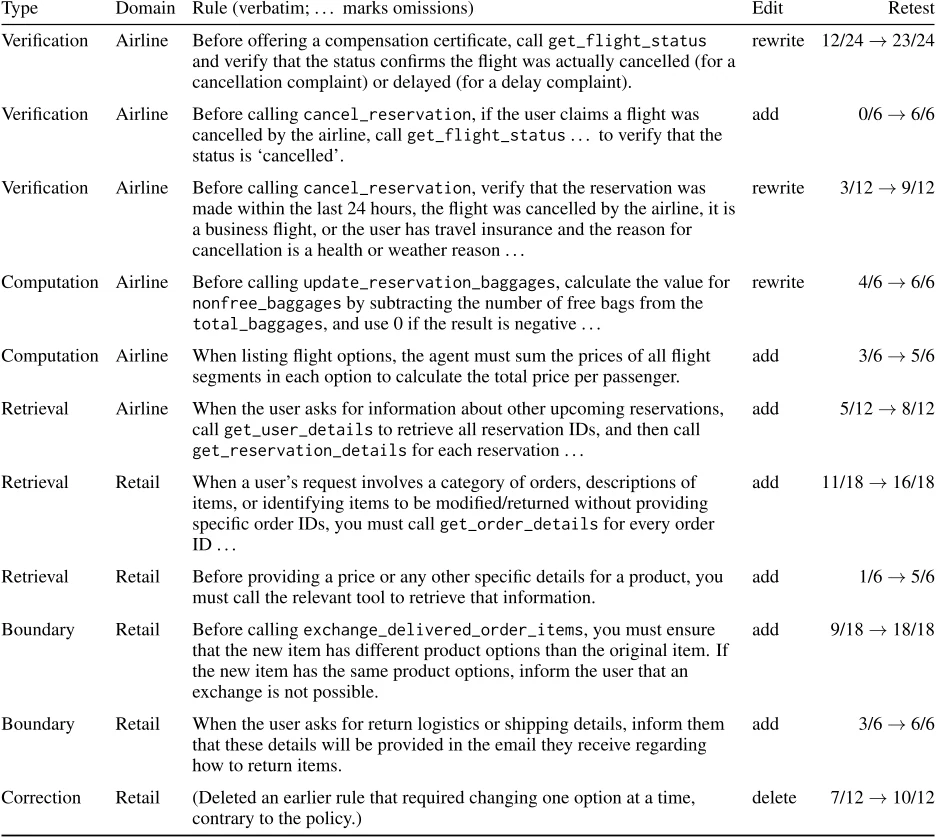 Type Domain Rule (verbatim; ... marks omissions) Edit Retest
Verification Airline Before offering a compensation certificate, call get_flight_status rewrite 12/24 → 23/24
and verify that the status confirms the flight was actually cancelled (for a
cancellation complaint) or delayed (for a delay complaint).
Verification Airline Before calling cancel_reservation, if the user claims a flight was add 0/6 → 6/6
cancelled by the airline, call get_flight_status ... to verify that the
status is ‘cancelled’.
Verification Airline Before calling cancel_reservation, verify that the reservation was rewrite 3/12 → 9/12
made within the last 24 hours, the flight was cancelled by the airline, it is
a business flight, or the user has travel insurance and the reason for
cancellation is a health or weather reason ...
Computation Airline Before calling update_reservation_baggages, calculate the value for rewrite 4/6 → 6/6
nonfree_baggages by subtracting the number of free bags from the
total_baggages, and use 0 if the result is negative ...
Computation Airline When listing flight options, the agent must sum the prices of all flight add 3/6 → 5/6
segments in each option to calculate the total price per passenger.
Retrieval Airline When the user asks for information about other upcoming reservations, add 5/12 → 8/12
call get_user_details to retrieve all reservation IDs, and then call
get_reservation_details for each reservation ...
Retrieval Retail When a user's request involves a category of orders, descriptions of add 11/18 → 16/18
items, or identifying items to be modified/returned without providing
specific order IDs, you must call get_order_details for every order
ID ...
Retrieval Retail Before providing a price or any other specific details for a product, you add 1/6 → 5/6
must call the relevant tool to retrieve that information.
Boundary Retail Before calling exchange_delivered_order_items, you must ensure add 9/18 → 18/18
that the new item has different product options than the original item. If
the new item has the same product options, inform the user that an
exchange is not possible.
Boundary Retail When the user asks for return logistics or shipping details, inform them add 3/6 → 6/6
that these details will be provided in the email they receive regarding
how to return items.
Correction Retail (Deleted an earlier rule that required changing one option at a time, delete 7/12 → 10/12
contrary to the policy.)